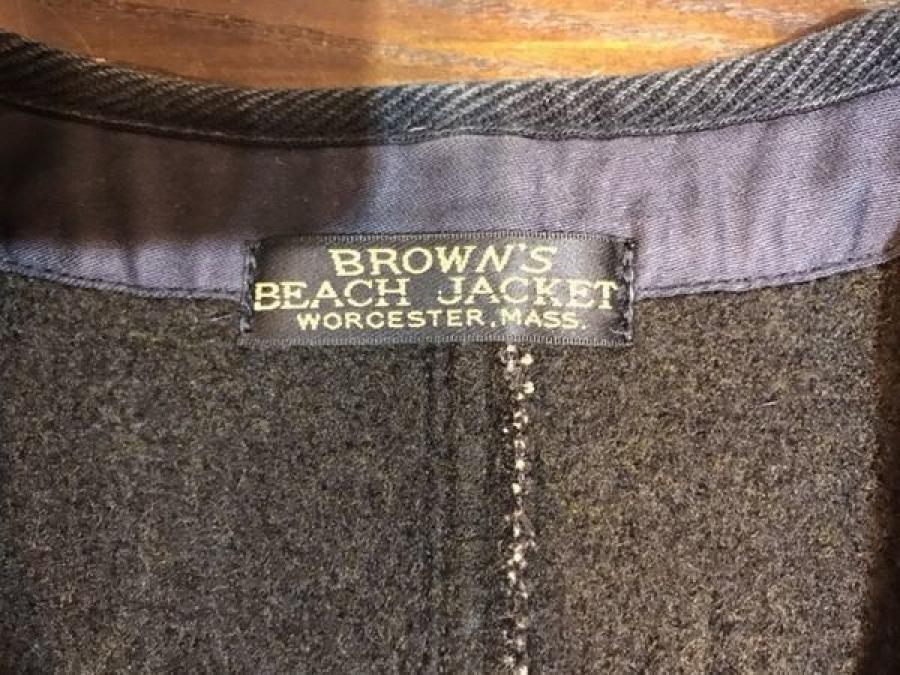 BROWN'S
BEACH JACKET
WORCESTER, MASS.